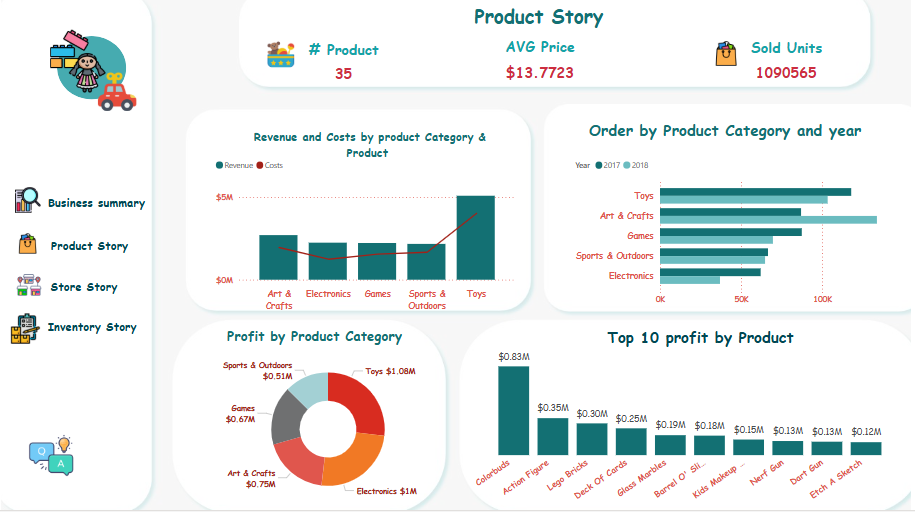 Product Story
# Product
35
AVG Price
$13.7723
Sold Units
1090565
Business summary
Product Story
Store Story
Inventory Story
Q
A
Revenue and Costs by product Category &
Product
Revenue
Costs
$5M
$0M
Art &
Crafts
Electronics
Games
Sports &
Outdoors
Toys
Order by Product Category and year
Year
2017
2018
Toys
Art & Crafts
Games
Sports & Outdoors
Electronics
0K
50K
100K
Profit by Product Category
Sports & Outdoors
$0.51M
Toys $1.08M
Games
$0.67M
Art & Crafts
$0.75M
Electronics $1M
Top 10 profit by Product
$0.83M
$0.35M
$0.30M
$0.25M
$0.19M
$0.18M
$0.15M
$0.13M
$0.13M
$0.12M
Colorbuds
Action Figure
Lego Bricks
Deck Of Cards
Glass Marbles
Barrel O' Sli...
Kids Makeup ...
Nerf Gun
Dart Gun
Etch A Sketch